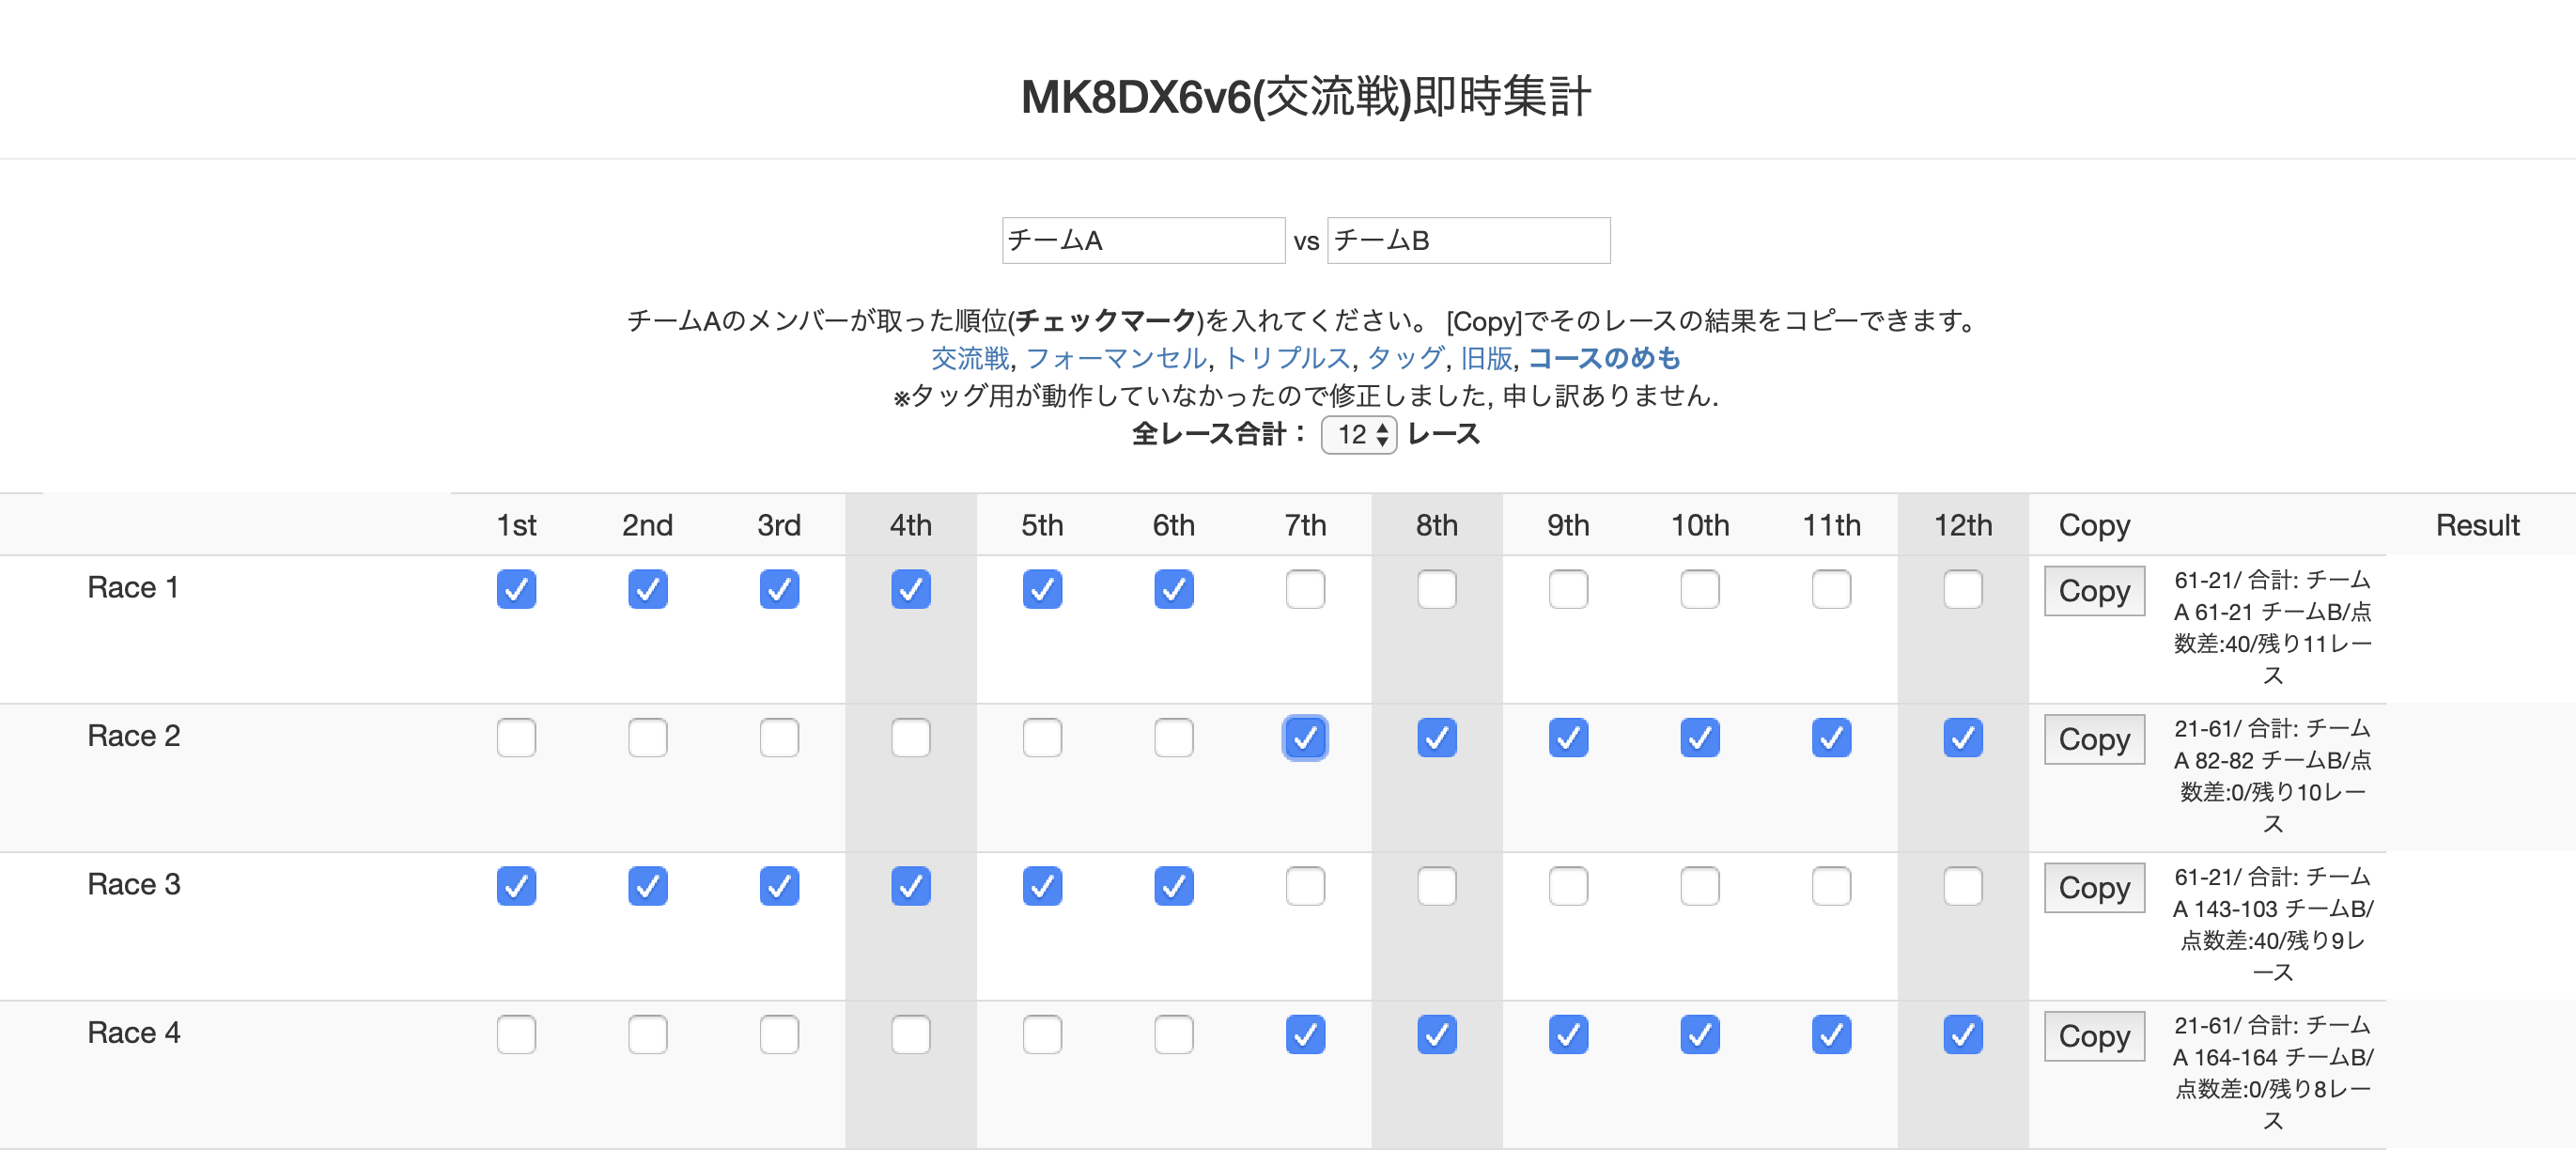 MK8DX6v6(交流戦)即時集計
チームA vs チームB
チームAのメンバーが取った順位(チェックマーク)を入れてください。 [Copy]でそのレースの結果をコピーできます。
交流戦, フォーマンセル, トリプルス, タッグ, 旧版, コースのめも
※タッグ用が動作していなかったので修正しました, 申し訳ありません.
全レース合計： 12 レース
1st 2nd 3rd 4th 5th 6th 7th 8th 9th 10th 11th 12th Copy Result
Race 1 Copy
61-21/ 合計: チーム
A 61-21 チームB/点
数差:40/残り11レー
ス
Race 2 Copy
21-61/ 合計: チーム
A 82-82 チームB/点
数差:0/残り10レー
ス
Race 3 Copy
61-21/ 合計: チーム
A 143-103 チームB/
点数差:40/残り9レ
ース
Race 4 Copy
21-61/ 合計: チーム
A 164-164 チームB/
点数差:0/残り8レー
ス